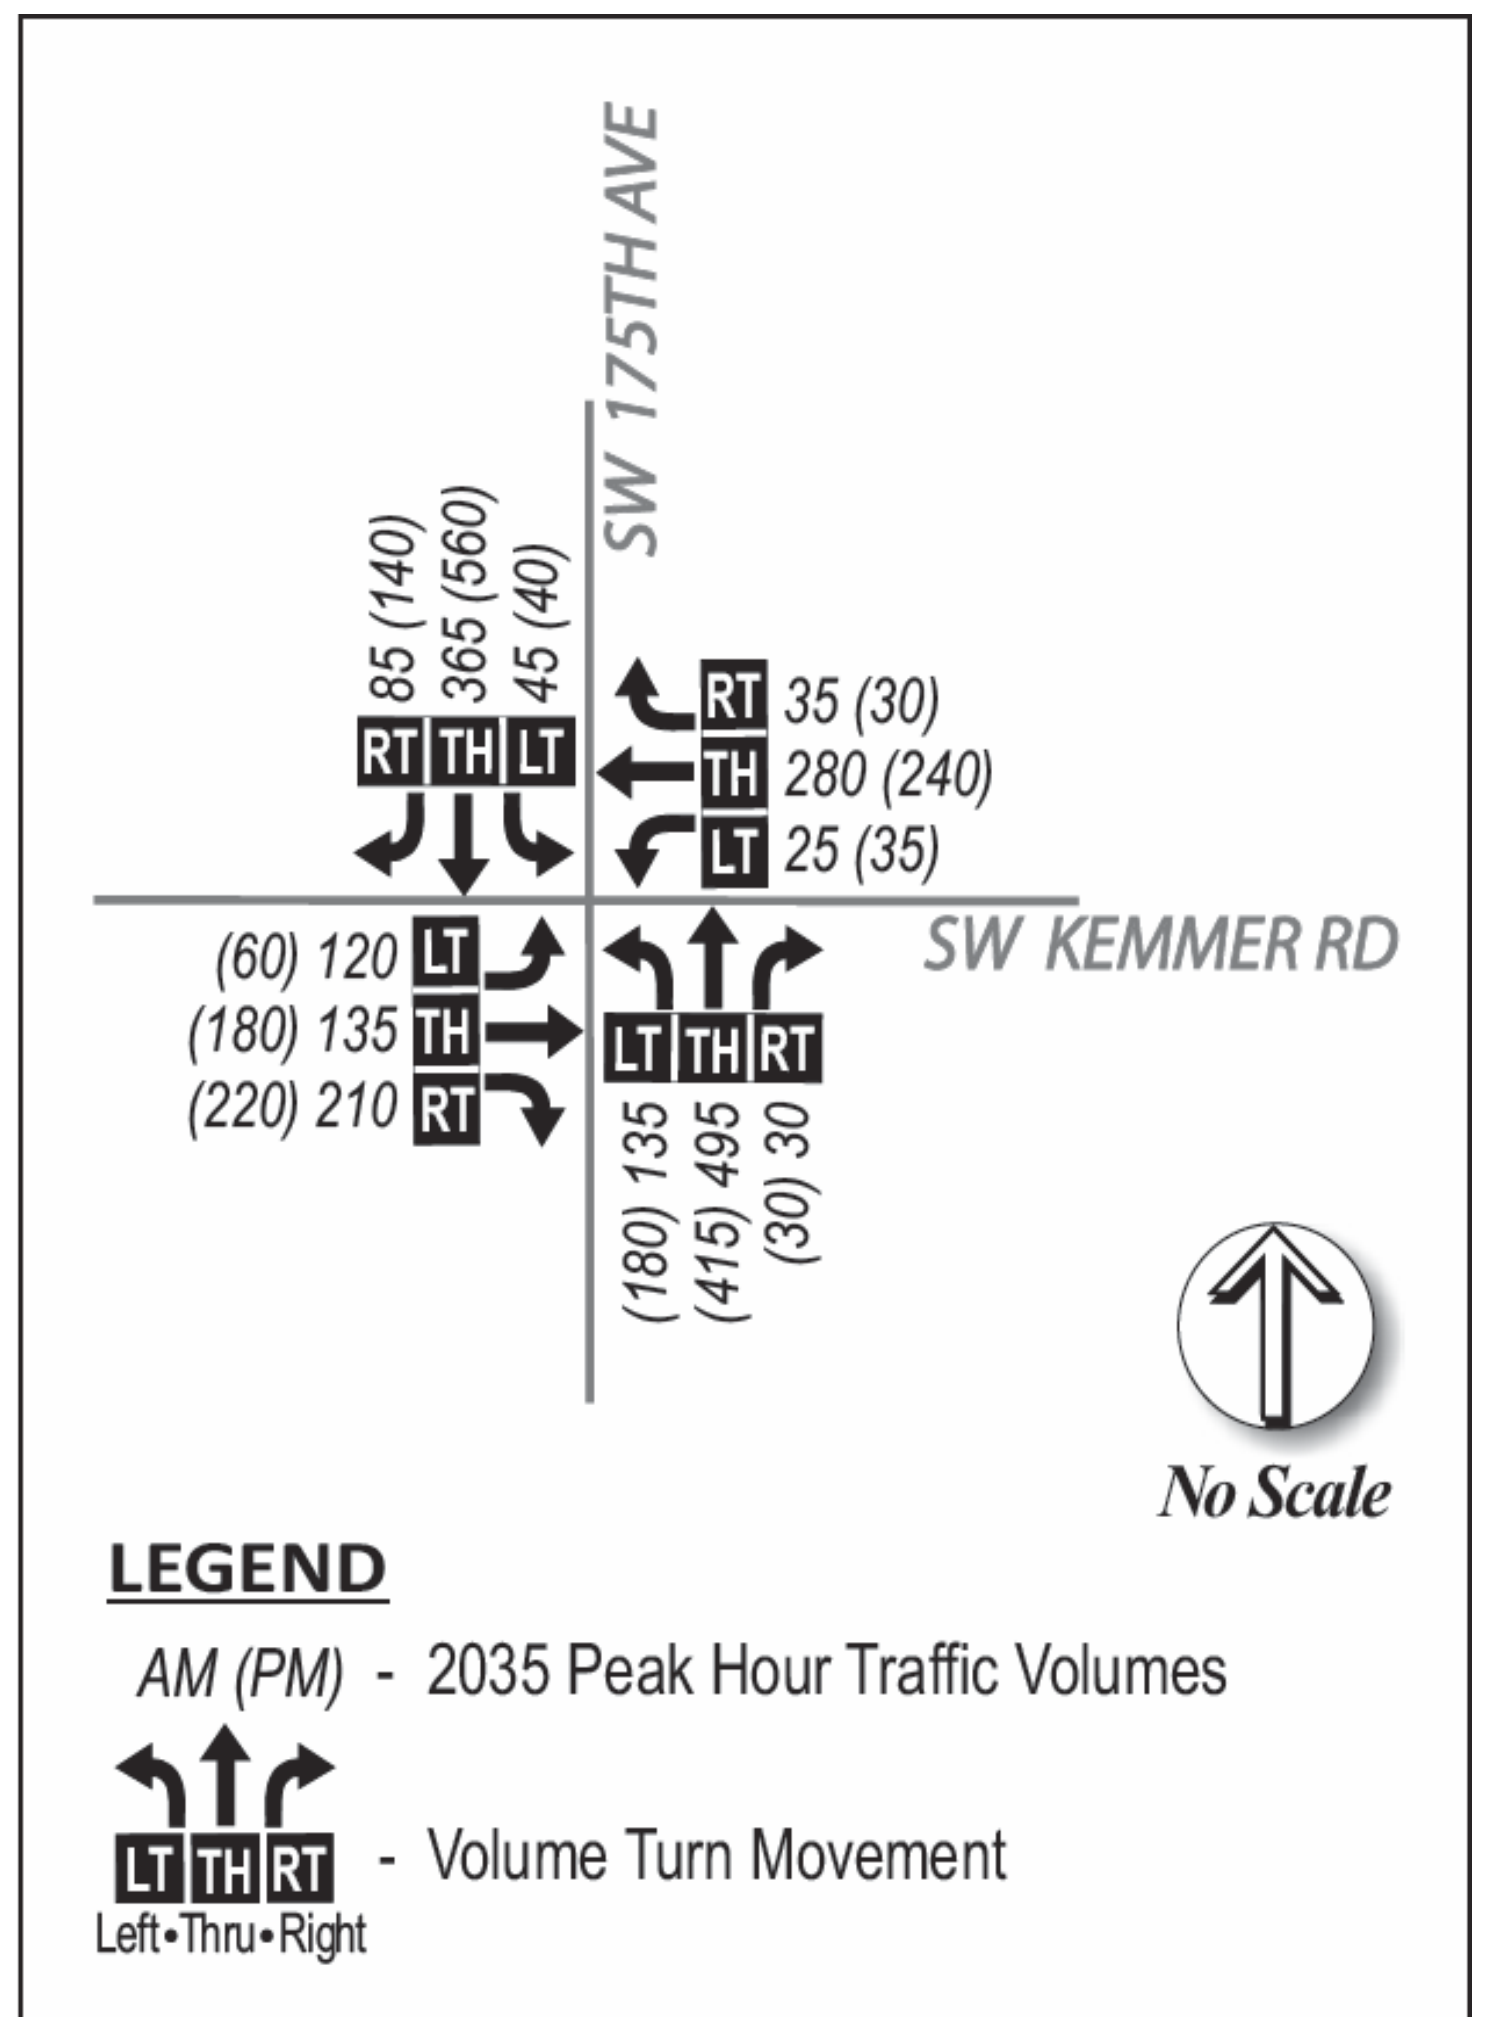 SW 175TH AVE
85 (140)
365 (560)
45 (40)
RT TH LT
RT 35 (30)
TH 280 (240)
LT 25 (35)
SW KEMMER RD
(60) 120 LT
(180) 135 TH
(220) 210 RT
LT TH RT
(180) 135
(415) 495
(30) 30
No Scale
LEGEND
AM (PM) - 2035 Peak Hour Traffic Volumes
LT TH RT - Volume Turn Movement
Left•Thru•Right